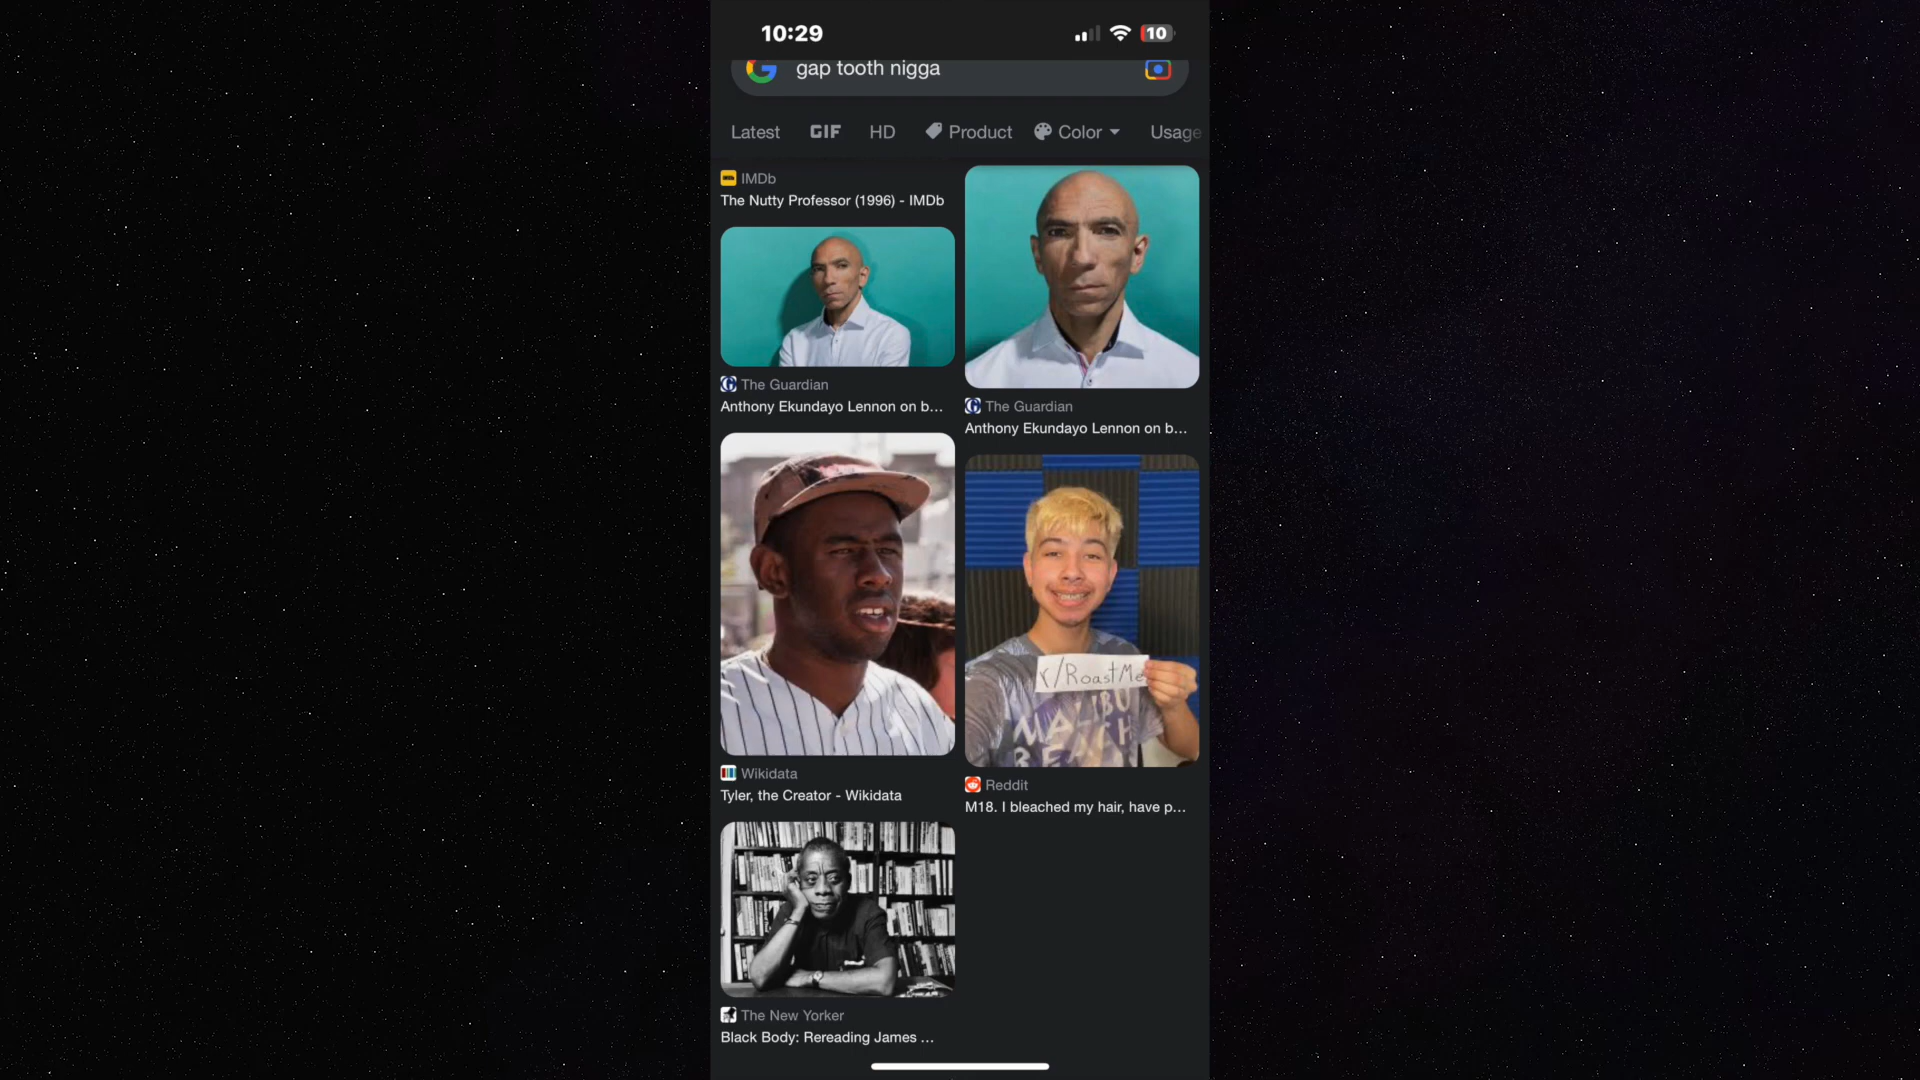 10:29
10
gap tooth nigga
Latest GIF HD Product Color Usage
IMDb
The Nutty Professor (1996) - IMDb
The Guardian
Anthony Ekundayo Lennon on b...
The Guardian
Anthony Ekundayo Lennon on b...
r/RoastMe
MALIBU
BEACH
Wikidata
Tyler, the Creator - Wikidata
Reddit
M18. I bleached my hair, have p...
The New Yorker
Black Body: Rereading James ...